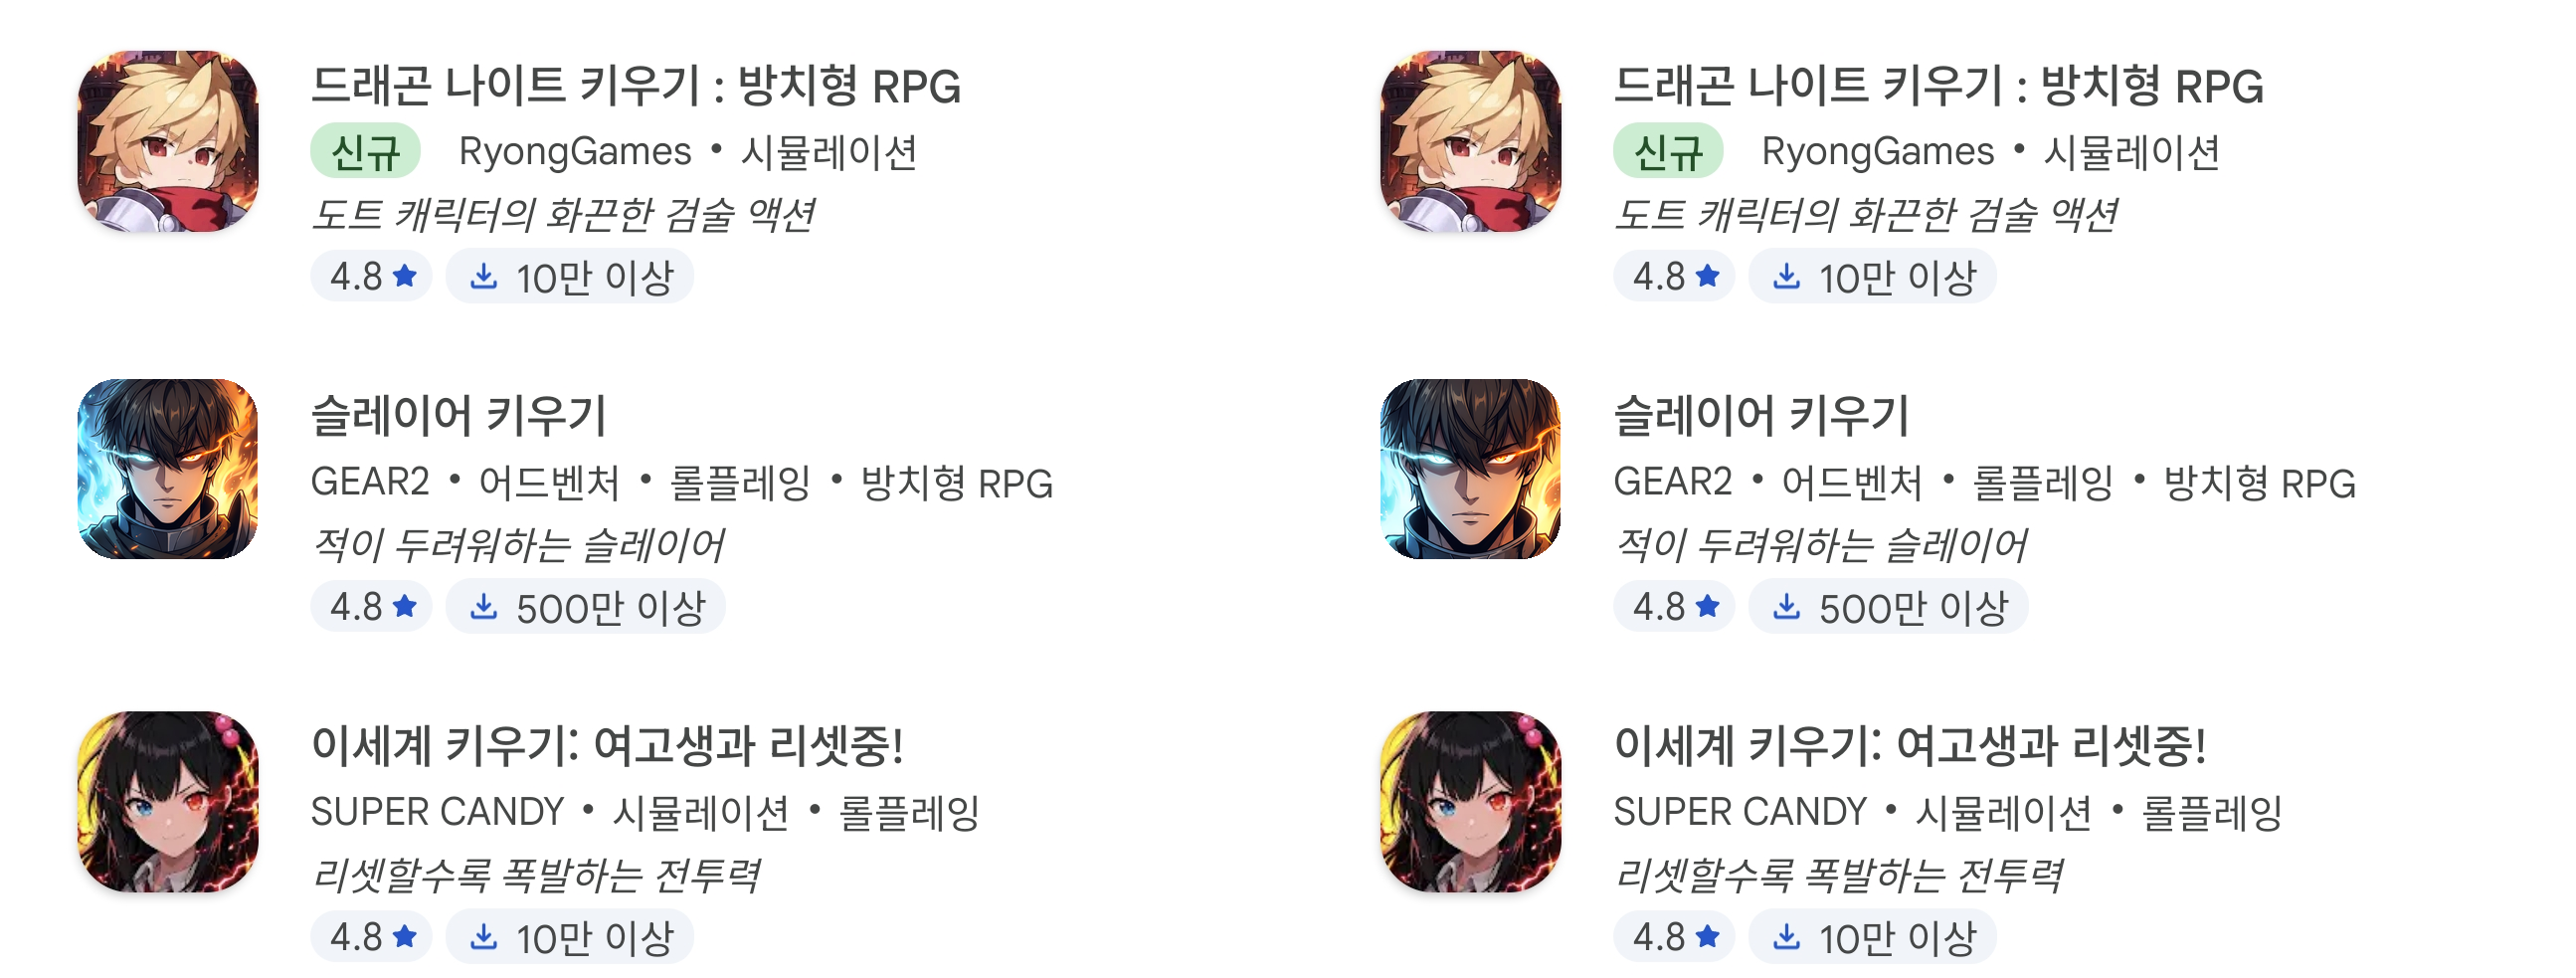 드래곤 나이트 키우기 : 방치형 RPG
신규 RyongGames • 시뮬레이션
도트 캐릭터의 화끈한 검술 액션
4.8 10만 이상
슬레이어 키우기
GEAR2 • 어드벤처 • 롤플레잉 • 방치형 RPG
적이 두려워하는 슬레이어
4.8 500만 이상
이세계 키우기: 여고생과 리셋중!
SUPER CANDY • 시뮬레이션 • 롤플레잉
리셋할수록 폭발하는 전투력
4.8 10만 이상
드래곤 나이트 키우기 : 방치형 RPG
신규 RyongGames • 시뮬레이션
도트 캐릭터의 화끈한 검술 액션
4.8 10만 이상
슬레이어 키우기
GEAR2 • 어드벤처 • 롤플레잉 • 방치형 RPG
적이 두려워하는 슬레이어
4.8 500만 이상
이세계 키우기: 여고생과 리셋중!
SUPER CANDY • 시뮬레이션 • 롤플레잉
리셋할수록 폭발하는 전투력
4.8 10만 이상